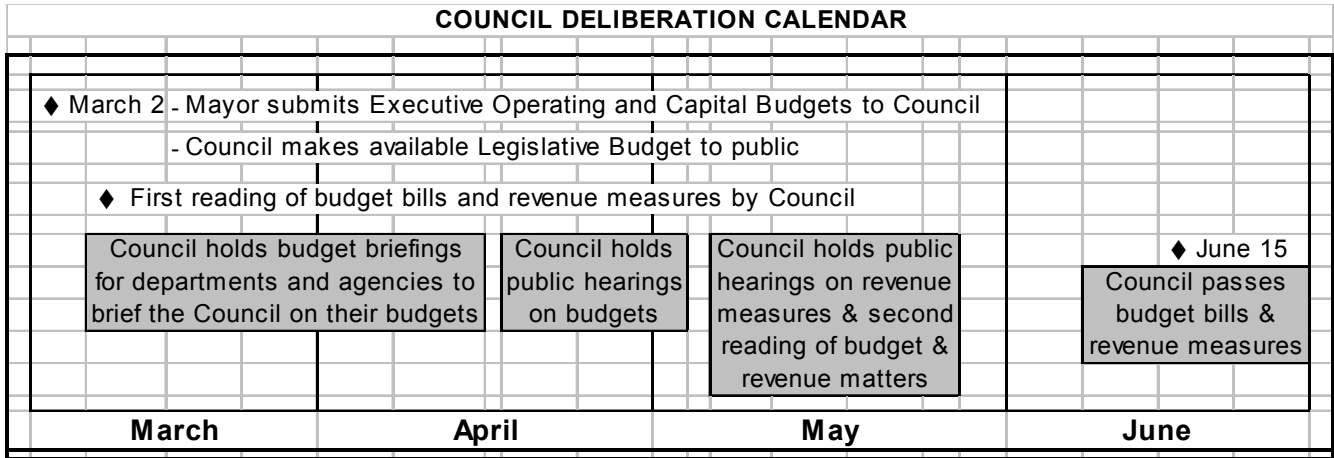 COUNCIL DELIBERATION CALENDAR
♦ March 2 - Mayor submits Executive Operating and Capital Budgets to Council
- Council makes available Legislative Budget to public
♦ First reading of budget bills and revenue measures by Council
Council holds budget briefings
for departments and agencies to
brief the Council on their budgets
Council holds
public hearings
on budgets
Council holds public
hearings on revenue
measures & second
reading of budget &
revenue matters
♦ June 15
Council passes
budget bills &
revenue measures
March April May June